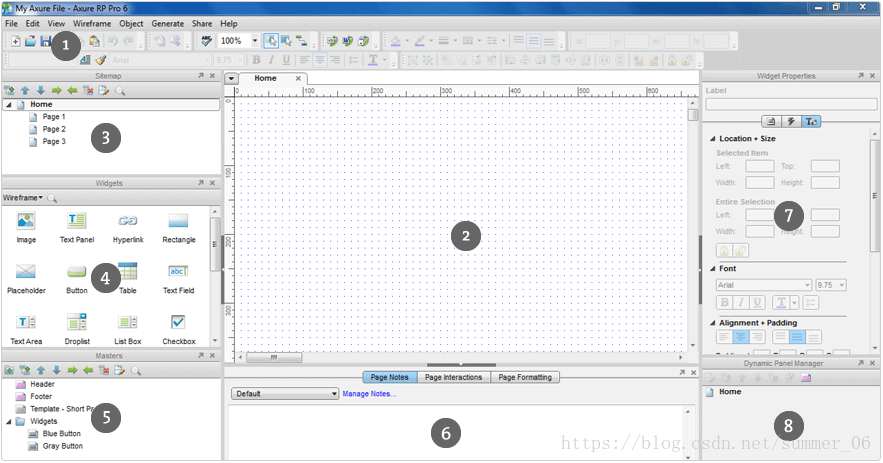 My Axure File - Axure RP Pro 6
File Edit View Wireframe Object Generate Share Help
1
100%
x: y: w: h:
Arial 9.75 B I U
Sitemap
Home
Page 1
Page 2
Page 3
3
Widgets
Wireframe
Image Text Panel Hyperlink Rectangle
Placeholder Button Table Text Field
4
Text Area Droplist List Box Checkbox
Masters
Header
Footer
Template - Short P
Widgets
Blue Button
Gray Button
5
Home
0 100 200 300 400 500 600
0
100
200
300
2
Page Notes Page Interactions Page Formatting
Default Manage Notes...
6
Widget Properties
Label
Location + Size
Selected Item
Left: Top:
Width: Height:
Entire Selection
Left:
Width: Height:
7
Font
Arial 9.75
B I U T
Alignment + Padding
Dynamic Panel Manager
Home
8
https://blog.csdn.net/summer_06